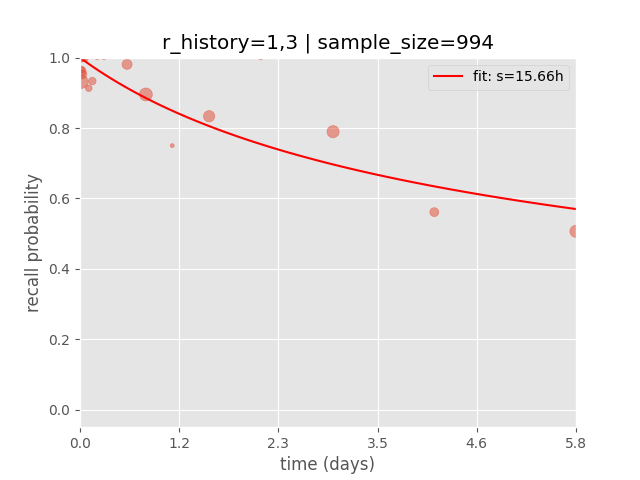 r_history=1,3 | sample_size=994
fit: s=15.66h
1.0
0.8
0.6
0.4
0.2
0.0
recall probability
0.0 1.2 2.3 3.5 4.6 5.8
time (days)